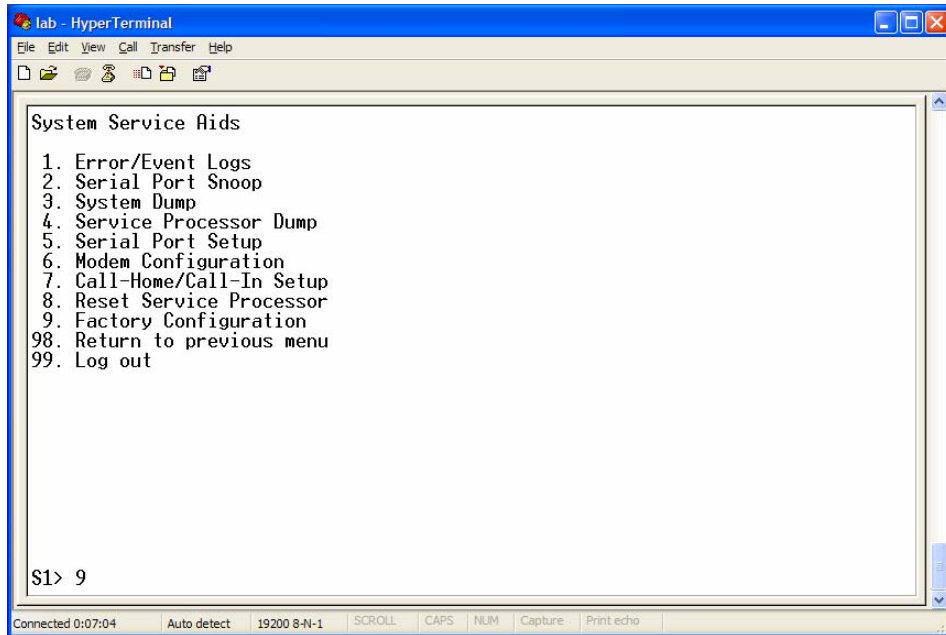 lab - HyperTerminal
File Edit View Call Transfer Help
System Service Aids
1. Error/Event Logs
2. Serial Port Snoop
3. System Dump
4. Service Processor Dump
5. Serial Port Setup
6. Modem Configuration
7. Call-Home/Call-In Setup
8. Reset Service Processor
9. Factory Configuration
98. Return to previous menu
99. Log out
S1> 9
Connected 0:07:04 Auto detect 19200 8-N-1 SCROLL CAPS NUM Capture Print echo